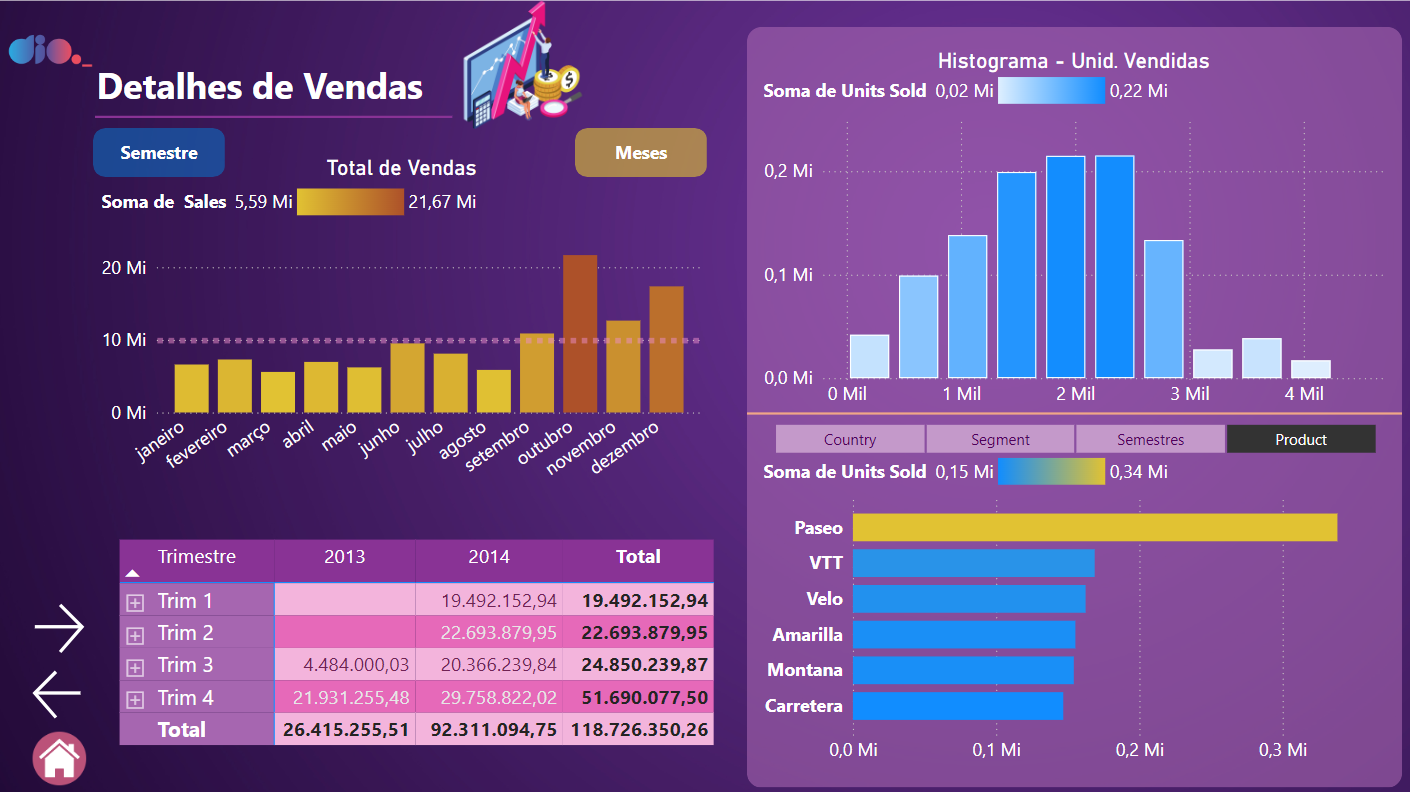 dio._
Detalhes de Vendas
Semestre
Meses
Total de Vendas
Soma de Sales 5,59 Mi 21,67 Mi
20 Mi
10 Mi
0 Mi
janeiro
fevereiro
março
abril
maio
junho
julho
agosto
setembro
outubro
novembro
dezembro
Trimestre 2013 2014 Total
Trim 1 19.492.152,94 19.492.152,94
Trim 2 22.693.879,95 22.693.879,95
Trim 3 4.484.000,03 20.366.239,84 24.850.239,87
Trim 4 21.931.255,48 29.758.822,02 51.690.077,50
Total 26.415.255,51 92.311.094,75 118.726.350,26
Histograma - Unid. Vendidas
Soma de Units Sold 0,02 Mi 0,22 Mi
0,2 Mi
0,1 Mi
0,0 Mi
0 Mil 1 Mil 2 Mil 3 Mil 4 Mil
Country Segment Semestres Product
Soma de Units Sold 0,15 Mi 0,34 Mi
Paseo
VTT
Velo
Amarilla
Montana
Carretera
0,0 Mi 0,1 Mi 0,2 Mi 0,3 Mi